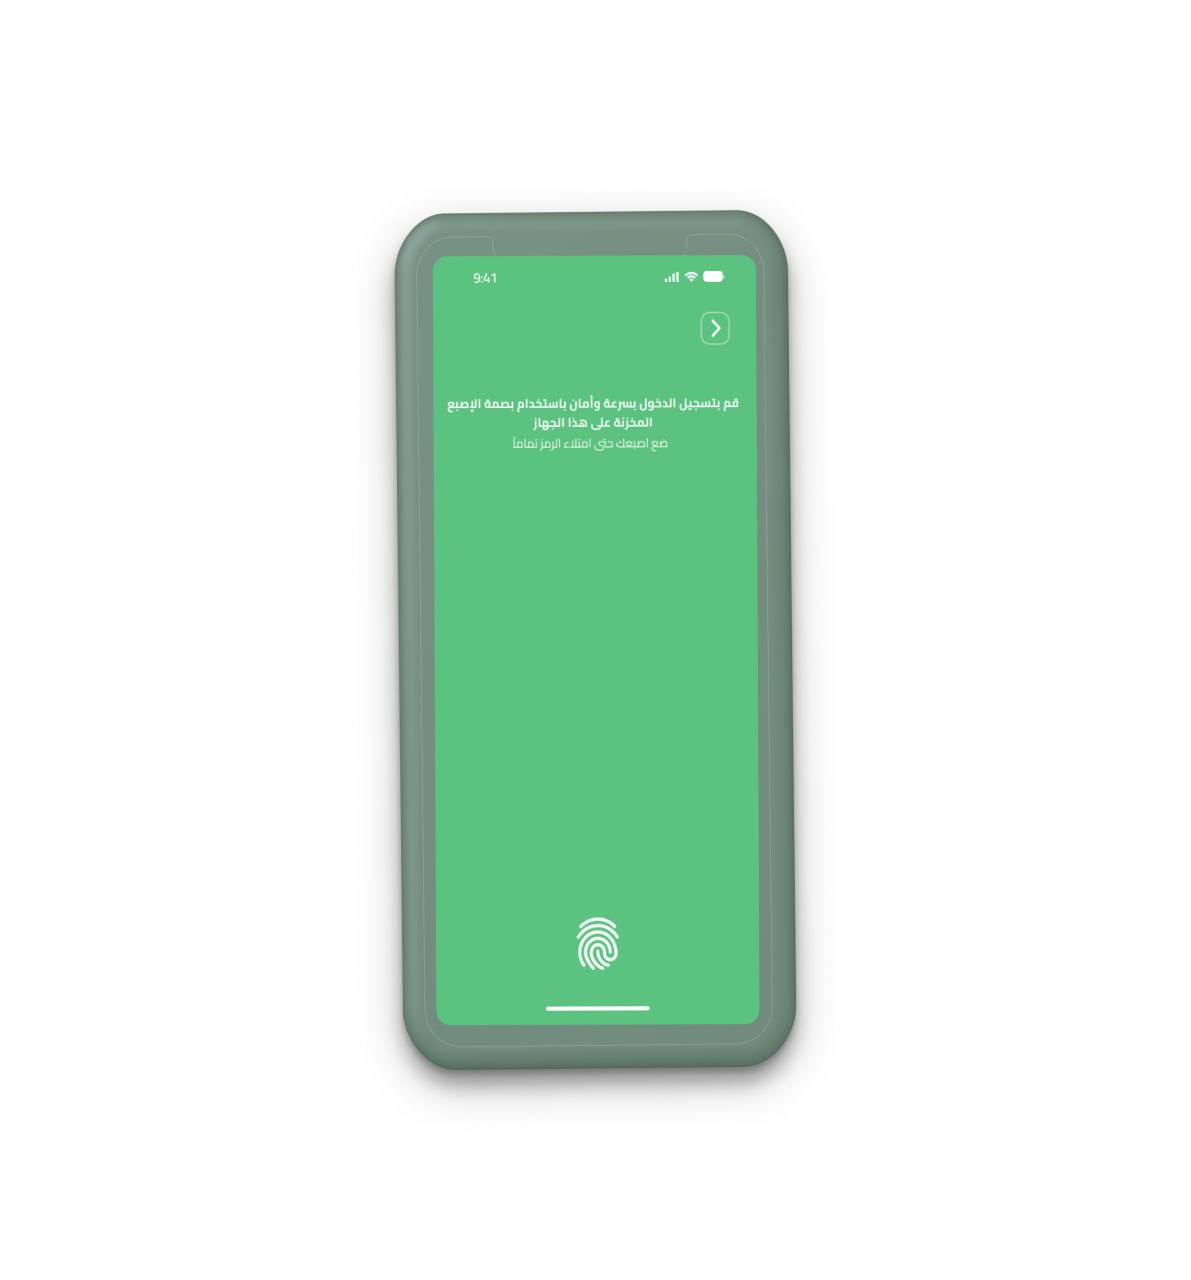 9:41
قم بتسجيل الدخول بسرعة وأمان باستخدام بصمة الإصبع
المخزنة على هذا الجهاز
ضع اصبعك حتى امتلاء الرمز تماماً